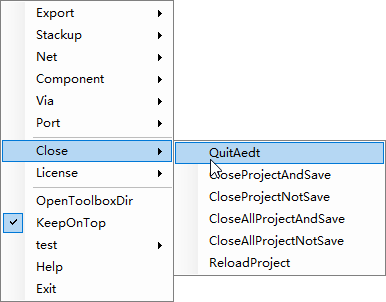 Export
Stackup
Net
Component
Via
Port
Close
License
OpenToolboxDir
KeepOnTop
test
Help
Exit
QuitAedt
CloseProjectAndSave
CloseProjectNotSave
CloseAllProjectAndSave
CloseAllProjectNotSave
ReloadProject